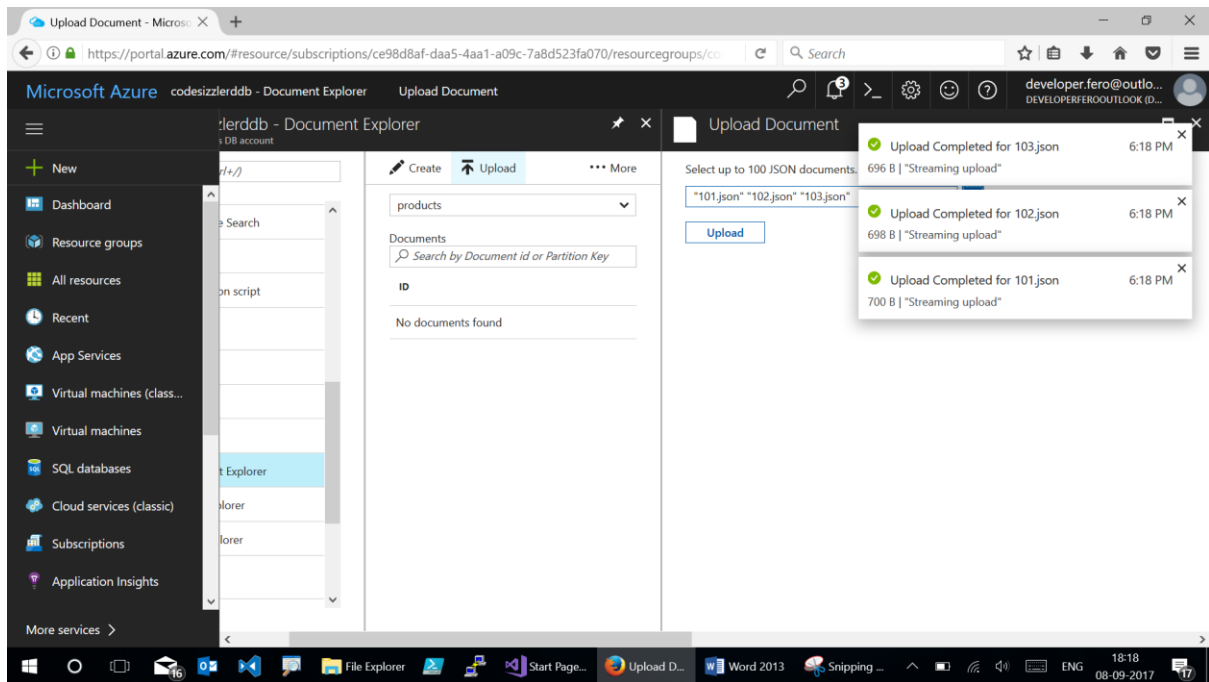 Upload Document - Microso
https://portal.azure.com/#resource/subscriptions/ce98d8af-daa5-4aa1-a09c-7a8d523fa070/resourcegroups/co
Search
Microsoft Azure codesizzlerddb - Document Explorer Upload Document
3
developer.fero@outlo...
DEVELOPERFEROOUTLOOK (D...
New
Dashboard
Resource groups
All resources
Recent
App Services
Virtual machines (class...
Virtual machines
SQL databases
Cloud services (classic)
Subscriptions
Application Insights
More services
zlerddb - Document Explorer
s DB account
rl+/)
e Search
on script
t Explorer
plorer
lorer
Create Upload ... More
products
Documents
Search by Document id or Partition Key
ID
No documents found
Upload Document
Select up to 100 JSON documents.
"101.json" "102.json" "103.json"
Upload
Upload Completed for 103.json 6:18 PM
696 B | "Streaming upload"
Upload Completed for 102.json 6:18 PM
698 B | "Streaming upload"
Upload Completed for 101.json 6:18 PM
700 B | "Streaming upload"
16 File Explorer Start Page... Upload D... Word 2013 Snipping ... ENG 18:18
08-09-2017
17